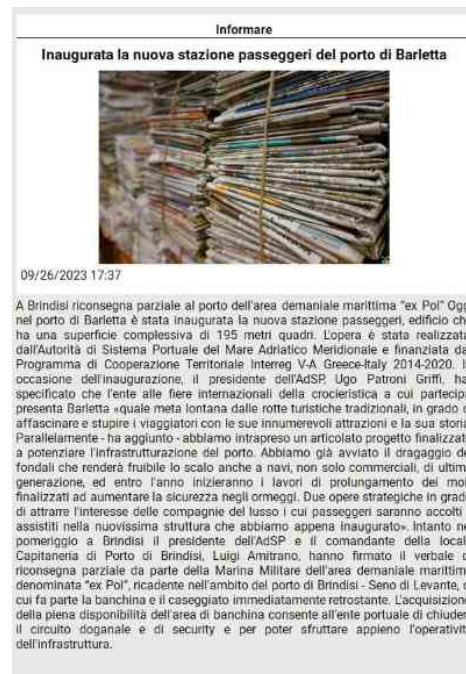 Informare
Inaugurata la nuova stazione passeggeri del porto di Barletta
09/26/2023 17:37
A Brindisi riconsegna parziale al porto dell'area demaniale marittima "ex Pol" Ogg
nel porto di Barletta è stata inaugurata la nuova stazione passeggeri, edificio ch
ha una superficie complessiva di 195 metri quadri. L'opera è stata realizzata
dall'Autorità di Sistema Portuale del Mare Adriatico Meridionale e finanziata da
Programma di Cooperazione Territoriale Interreg V-A Greece-Italy 2014-2020. I
occasione dell'inaugurazione, il presidente dell'AdSP, Ugo Patroni Griffi, ha
specificato che l'ente alle fiere internazionali della crocieristica a cui partecipa
presenta Barletta «quale meta lontana dalle rotte turistiche tradizionali, in grado d
affascinare e stupire i viaggiatori con le sue innumerevoli attrazioni e la sua storia
Parallelamente - ha aggiunto - abbiamo intrapreso un articolato progetto finalizzat
a potenziare l'infrastrutturazione del porto. Abbiamo già avviato il dragaggio de
fondali che renderà fruibile lo scalo anche a navi, non solo commerciali, di ultim
generazione, ed entro l'anno inizieranno i lavori di prolungamento dei mol
finalizzati ad aumentare la sicurezza negli ormeggi. Due opere strategiche in grad
di attrarre l'interesse delle compagnie del lusso i cui passeggeri saranno accolti
assistiti nella nuovissima struttura che abbiamo appena inaugurato». Intanto ne
pomeriggio a Brindisi il presidente dell'AdSP e il comandante della local
Capitaneria di Porto di Brindisi, Luigi Amitrano, hanno firmato il verbale d
riconsegna parziale da parte della Marina Militare dell'area demaniale marittim
denominata "ex Pol", ricadente nell'ambito del porto di Brindisi - Seno di Levante, d
cui fa parte la banchina e il caseggiato immediatamente retrostante. L'acquisizion
della piena disponibilità dell'area di banchina consente all'ente portuale di chiuder
il circuito doganale e di security e per poter sfruttare appieno l'operativit
dell'infrastruttura.